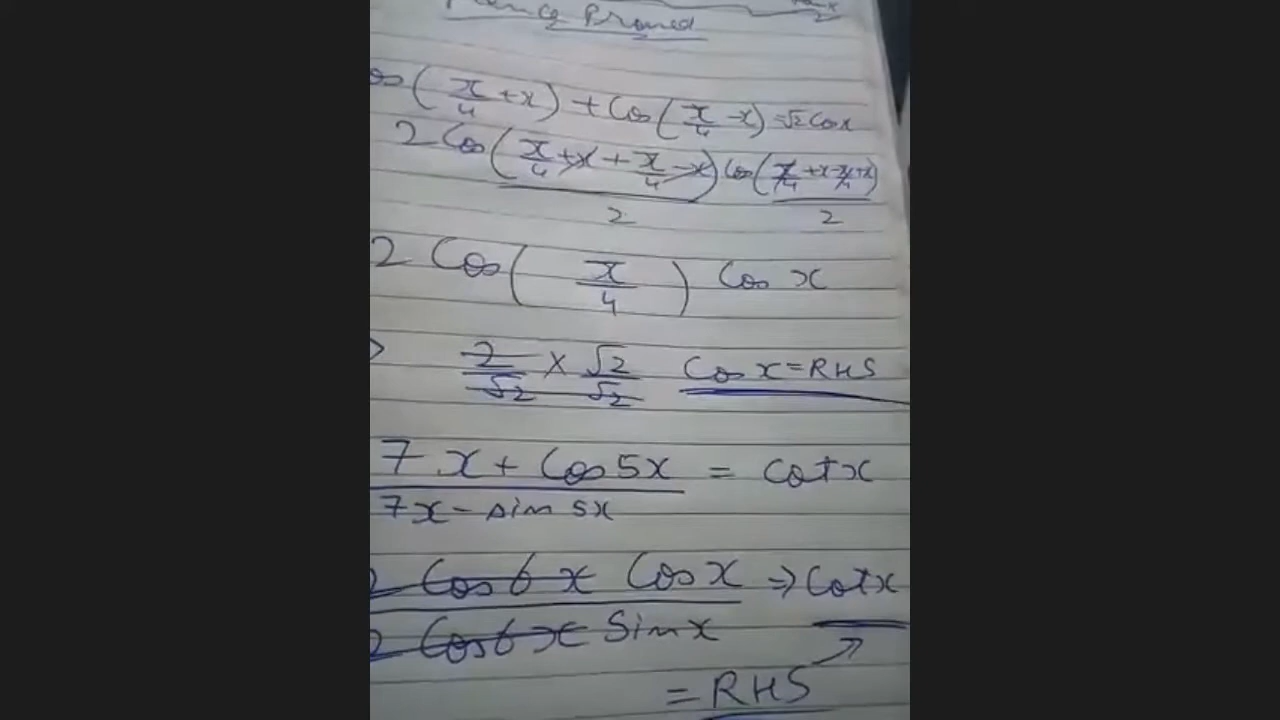 Proved
os(π/4 + x) + Cos(π/4 - x) = √2 Cos x
2 Cos((π/4 + x + π/4 - x)/2) Cos((π/4 + x - π/4 + x)/2)
2 Cos(π/4) Cos x
2/√2 × √2/√2 Cos x = RHS
7x + Cos 5x = Cot x
7x - sin 5x
2 Cos 6x Cos x ⇒ Cot x
2 Cos 6x Sin x
= RHS